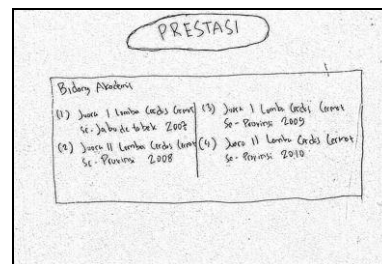 PRESTASI
Bidang Akademis
(1) Juara I Lomba Cerdas Cermat
Se-Jabodetabek 2007
(2) Juara II Lomba Cerdas Cermat
Se-Provinsi 2008
(3) Juara I Lomba Cerdas Cermat
Se-Provinsi 2009
(4) Juara II Lomba Cerdas Cermat
Se-Provinsi 2010